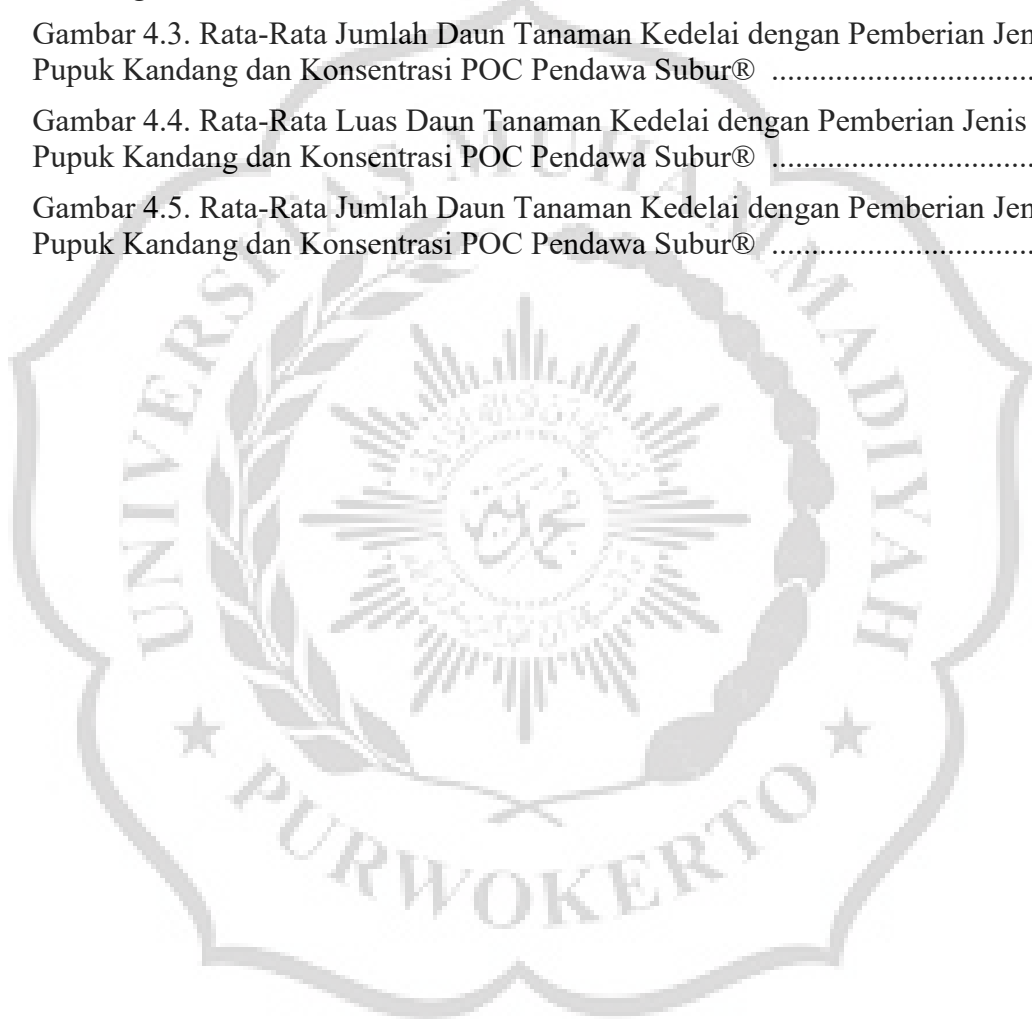 Gambar 4.3. Rata-Rata Jumlah Daun Tanaman Kedelai dengan Pemberian Jen
Pupuk Kandang dan Konsentrasi POC Pendawa Subur® ................................
Gambar 4.4. Rata-Rata Luas Daun Tanaman Kedelai dengan Pemberian Jenis
Pupuk Kandang dan Konsentrasi POC Pendawa Subur® ................................
Gambar 4.5. Rata-Rata Jumlah Daun Tanaman Kedelai dengan Pemberian Jen
Pupuk Kandang dan Konsentrasi POC Pendawa Subur® ................................
UNIVERSITAS MUHAMMADIYAH
PURWOKERTO